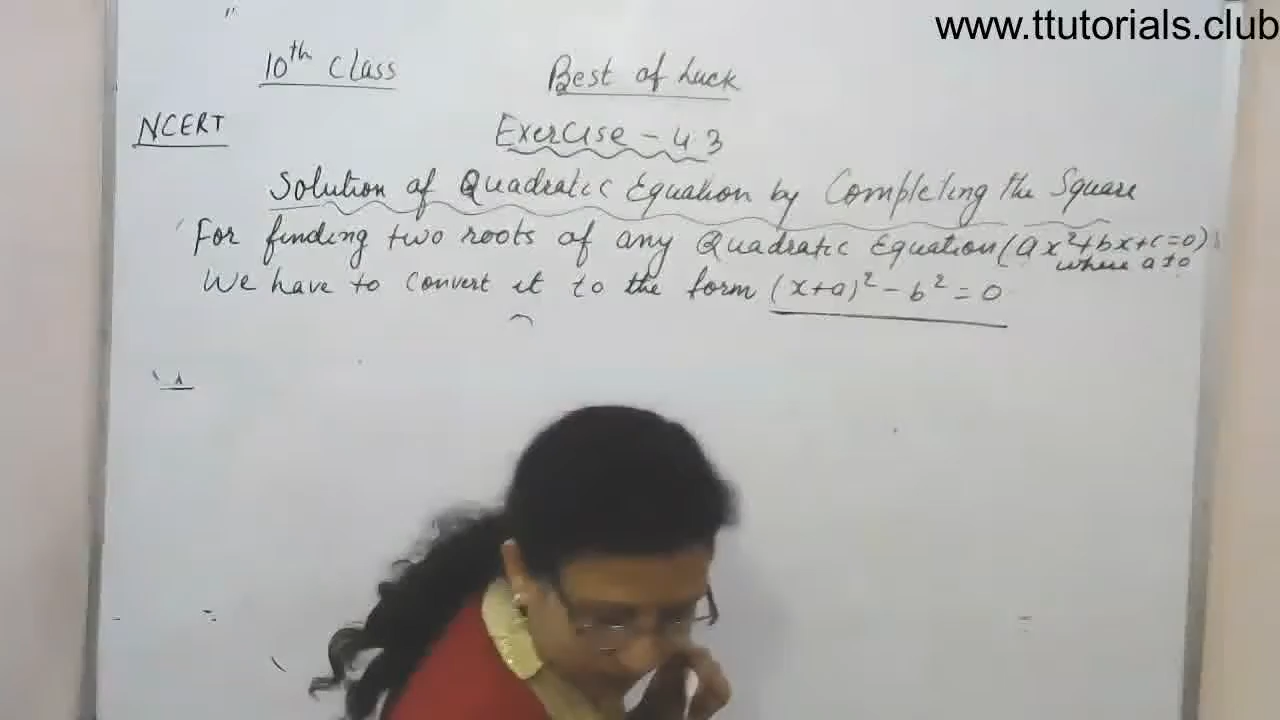 www.ttutorials.club
10th Class
Best of Luck
NCERT
Exercise - 4.3
Solution of Quadratic Equation by Completing the Square
For finding two roots of any Quadratic Equation (ax²+bx+c=0)
where a≠0
We have to convert it to the form (x+a)² - b² = 0